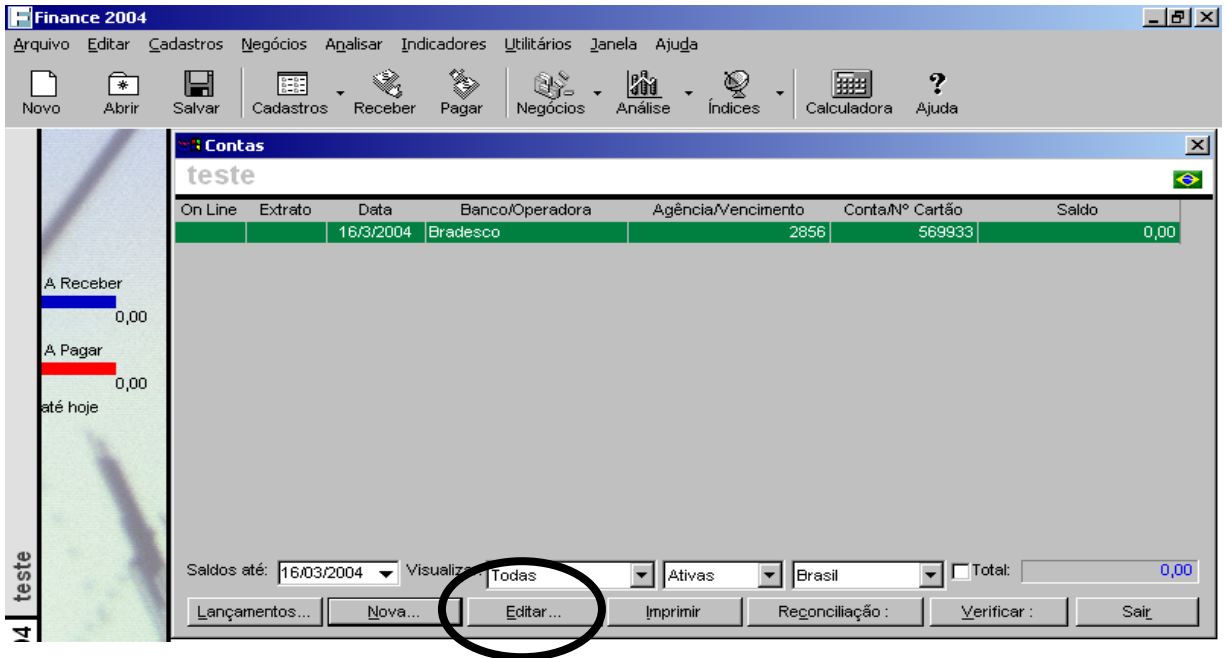 Finance 2004
Arquivo Editar Cadastros Negócios Analisar Indicadores Utilitários Janela Ajuda
Novo Abrir Salvar Cadastros Receber Pagar Negócios Análise Índices Calculadora ? Ajuda
Contas
teste
On Line Extrato Data Banco/Operadora Agência/Vencimento Conta/Nº Cartão Saldo
16/3/2004 Bradesco 2856 569933 0,00
A Receber
0,00
A Pagar
0,00
até hoje
Saldos até: 16/03/2004 Todas Ativas Brasil Total: 0,00
Lançamentos... Nova... Editar... Imprimir Reconciliação : Verificar : Sair
teste